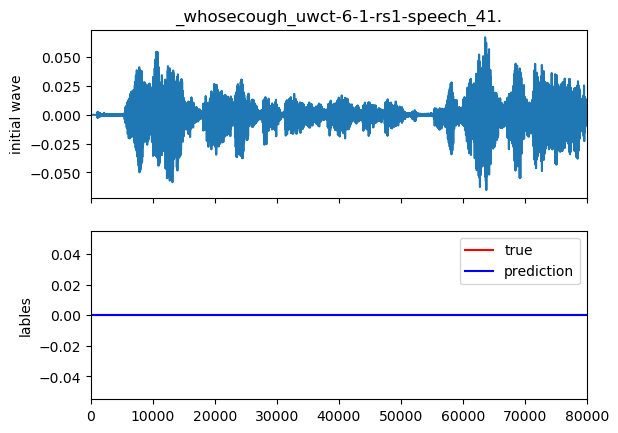 _whosecough_uwct-6-1-rs1-speech_41.
0.050
0.025
0.000
−0.025
−0.050
initial wave
true
prediction
0.04
0.02
0.00
−0.02
−0.04
lables
0 10000 20000 30000 40000 50000 60000 70000 80000